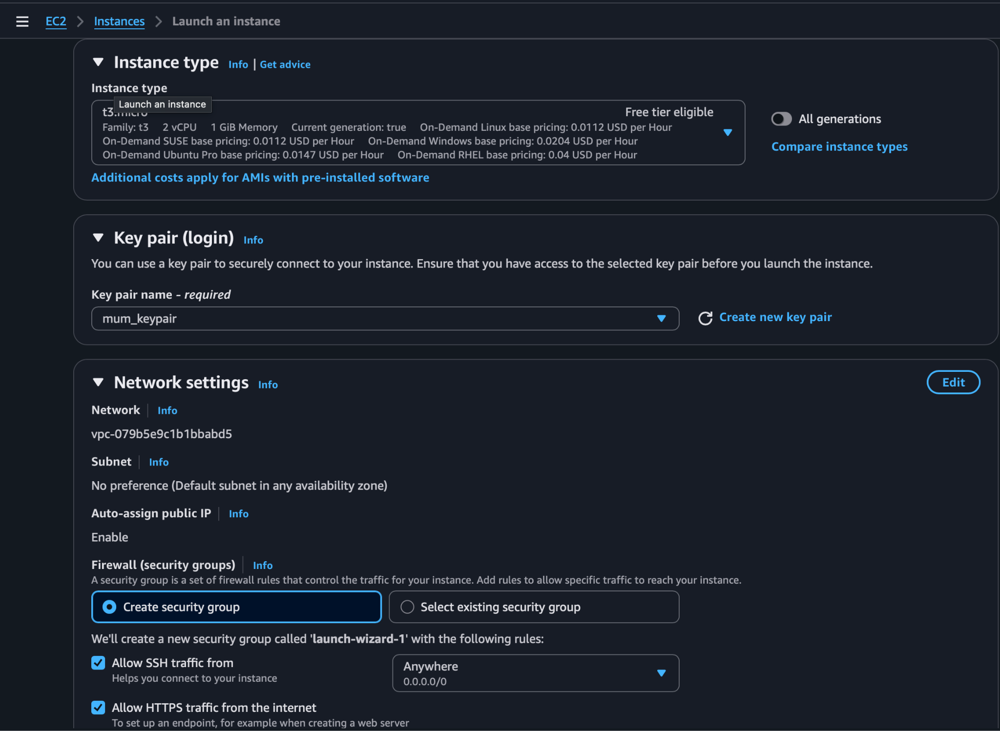 EC2 > Instances > Launch an instance
Instance type Info | Get advice
Instance type
Launch an instance
t3.micro Free tier eligible
Family: t3 2 vCPU 1 GiB Memory Current generation: true On-Demand Linux base pricing: 0.0112 USD per Hour
On-Demand SUSE base pricing: 0.0112 USD per Hour On-Demand Windows base pricing: 0.0204 USD per Hour
On-Demand Ubuntu Pro base pricing: 0.0147 USD per Hour On-Demand RHEL base pricing: 0.04 USD per Hour
All generations
Compare instance types
Additional costs apply for AMIs with pre-installed software
Key pair (login) Info
You can use a key pair to securely connect to your instance. Ensure that you have access to the selected key pair before you launch the instance.
Key pair name - required
mum_keypair
Create new key pair
Network settings Info
Edit
Network Info
vpc-079b5e9c1b1bbabd5
Subnet Info
No preference (Default subnet in any availability zone)
Auto-assign public IP Info
Enable
Firewall (security groups) Info
A security group is a set of firewall rules that control the traffic for your instance. Add rules to allow specific traffic to reach your instance.
Create security group
Select existing security group
We'll create a new security group called 'launch-wizard-1' with the following rules:
Allow SSH traffic from
Helps you connect to your instance
Anywhere
0.0.0.0/0
Allow HTTPS traffic from the internet
To set up an endpoint, for example when creating a web server